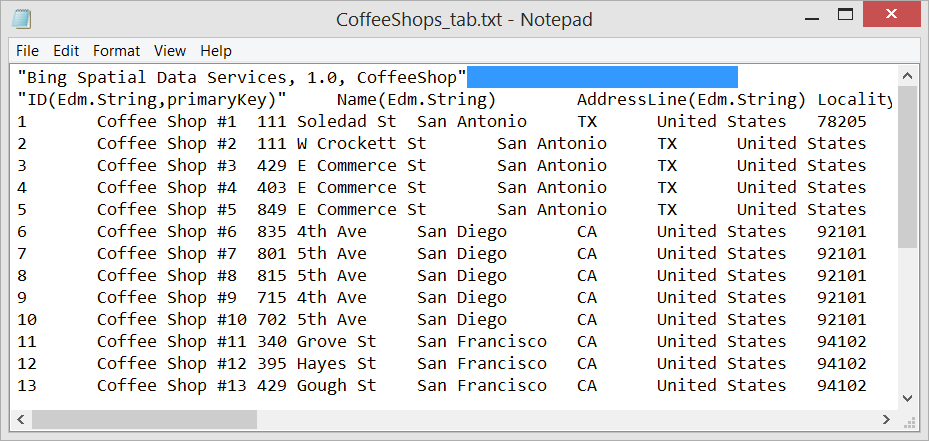 CoffeeShops_tab.txt - Notepad
File Edit Format View Help
"Bing Spatial Data Services, 1.0, CoffeeShop"
"ID(Edm.String,primaryKey)" Name(Edm.String) AddressLine(Edm.String) Locality
1 Coffee Shop #1 111 Soledad St San Antonio TX United States 78205
2 Coffee Shop #2 111 W Crockett St San Antonio TX United States
3 Coffee Shop #3 429 E Commerce St San Antonio TX United States
4 Coffee Shop #4 403 E Commerce St San Antonio TX United States
5 Coffee Shop #5 849 E Commerce St San Antonio TX United States
6 Coffee Shop #6 835 4th Ave San Diego CA United States 92101
7 Coffee Shop #7 801 5th Ave San Diego CA United States 92101
8 Coffee Shop #8 815 5th Ave San Diego CA United States 92101
9 Coffee Shop #9 715 4th Ave San Diego CA United States 92101
10 Coffee Shop #10 702 5th Ave San Diego CA United States 92101
11 Coffee Shop #11 340 Grove St San Francisco CA United States 94102
12 Coffee Shop #12 395 Hayes St San Francisco CA United States 94102
13 Coffee Shop #13 429 Gough St San Francisco CA United States 94102